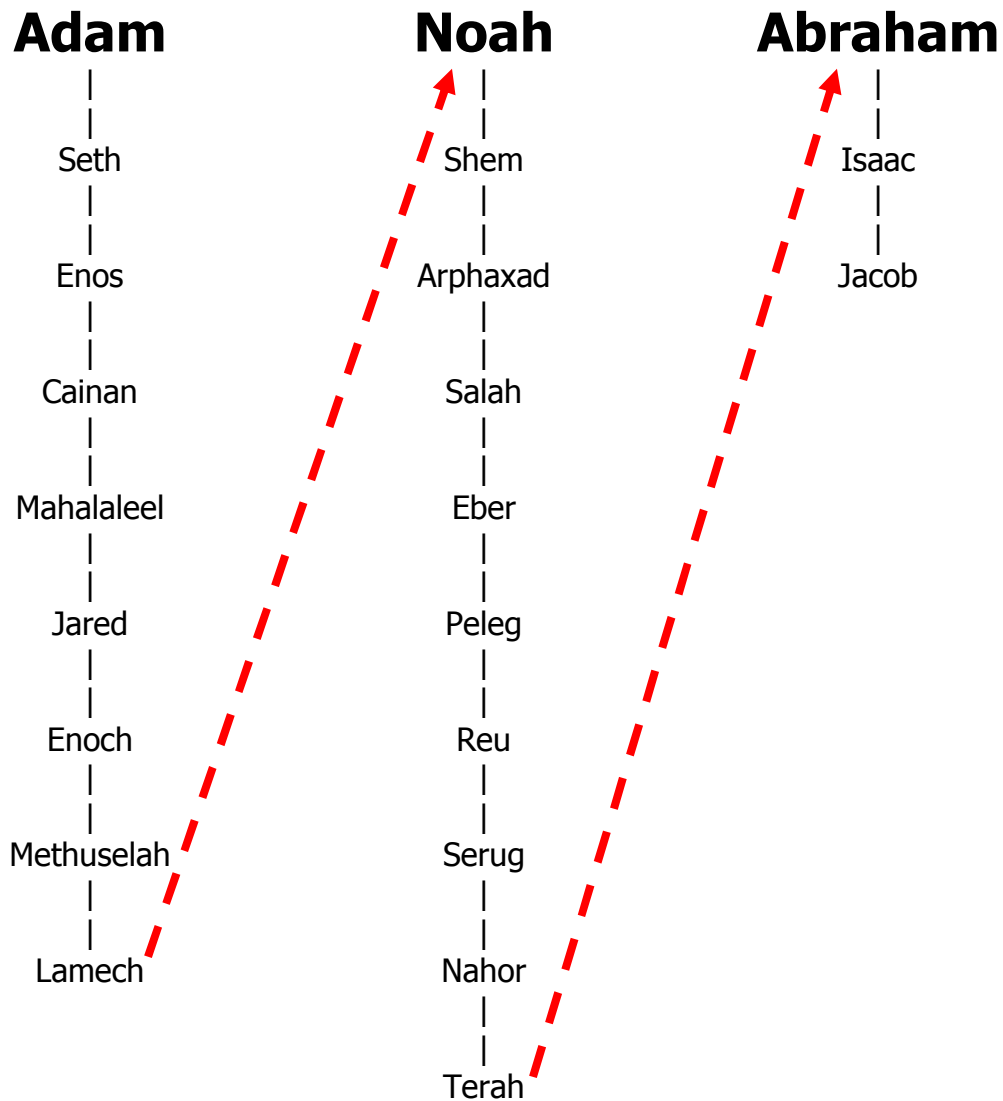 Adam
Seth
Enos
Cainan
Mahalaleel
Jared
Enoch
Methuselah
Lamech
Noah
Shem
Arphaxad
Salah
Eber
Peleg
Reu
Serug
Nahor
Terah
Abraham
Isaac
Jacob